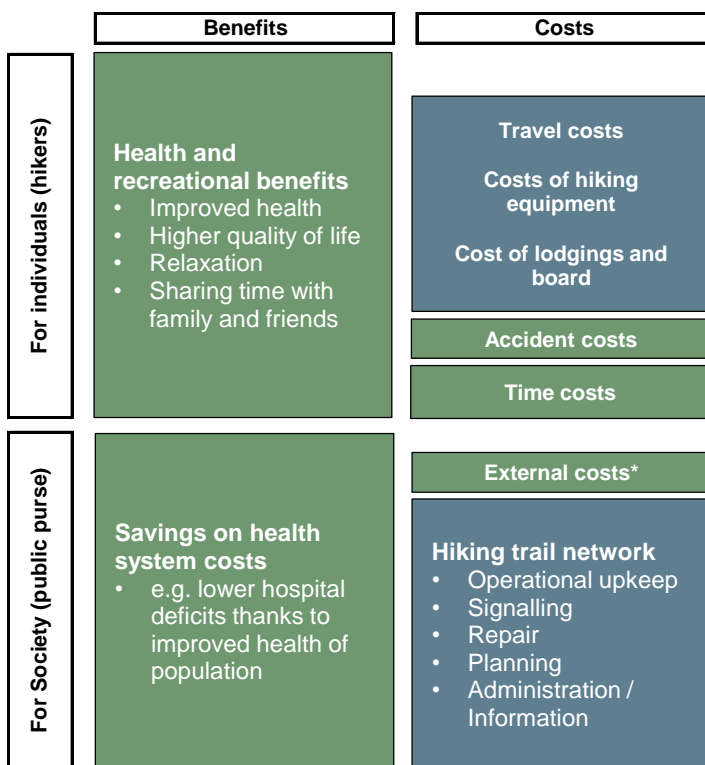 Benefits
Costs
For individuals (hikers)
Health and
recreational benefits
• Improved health
• Higher quality of life
• Relaxation
• Sharing time with
family and friends
Travel costs
Costs of hiking
equipment
Cost of lodgings and
board
Accident costs
Time costs
For Society (public purse)
Savings on health
system costs
• e.g. lower hospital
deficits thanks to
improved health of
population
External costs*
Hiking trail network
• Operational upkeep
• Signalling
• Repair
• Planning
• Administration /
Information